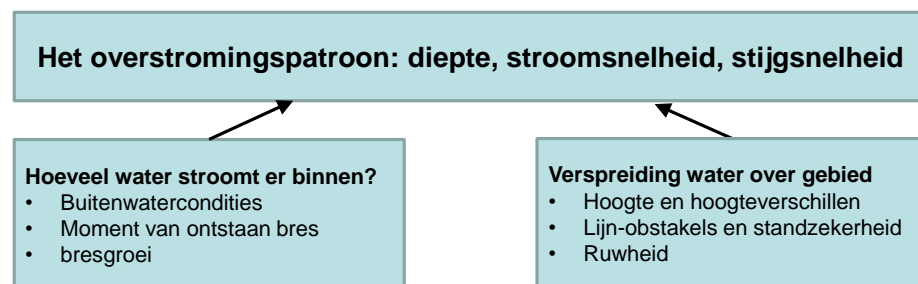 Het overstromingspatroon: diepte, stroomsnelheid, stijgsnelheid
Hoeveel water stroomt er binnen?
• Buitenwatercondities
• Moment van ontstaan bres
• bresgroei
Verspreiding water over gebied
• Hoogte en hoogteverschillen
• Lijn-obstakels en standzekerheid
• Ruwheid